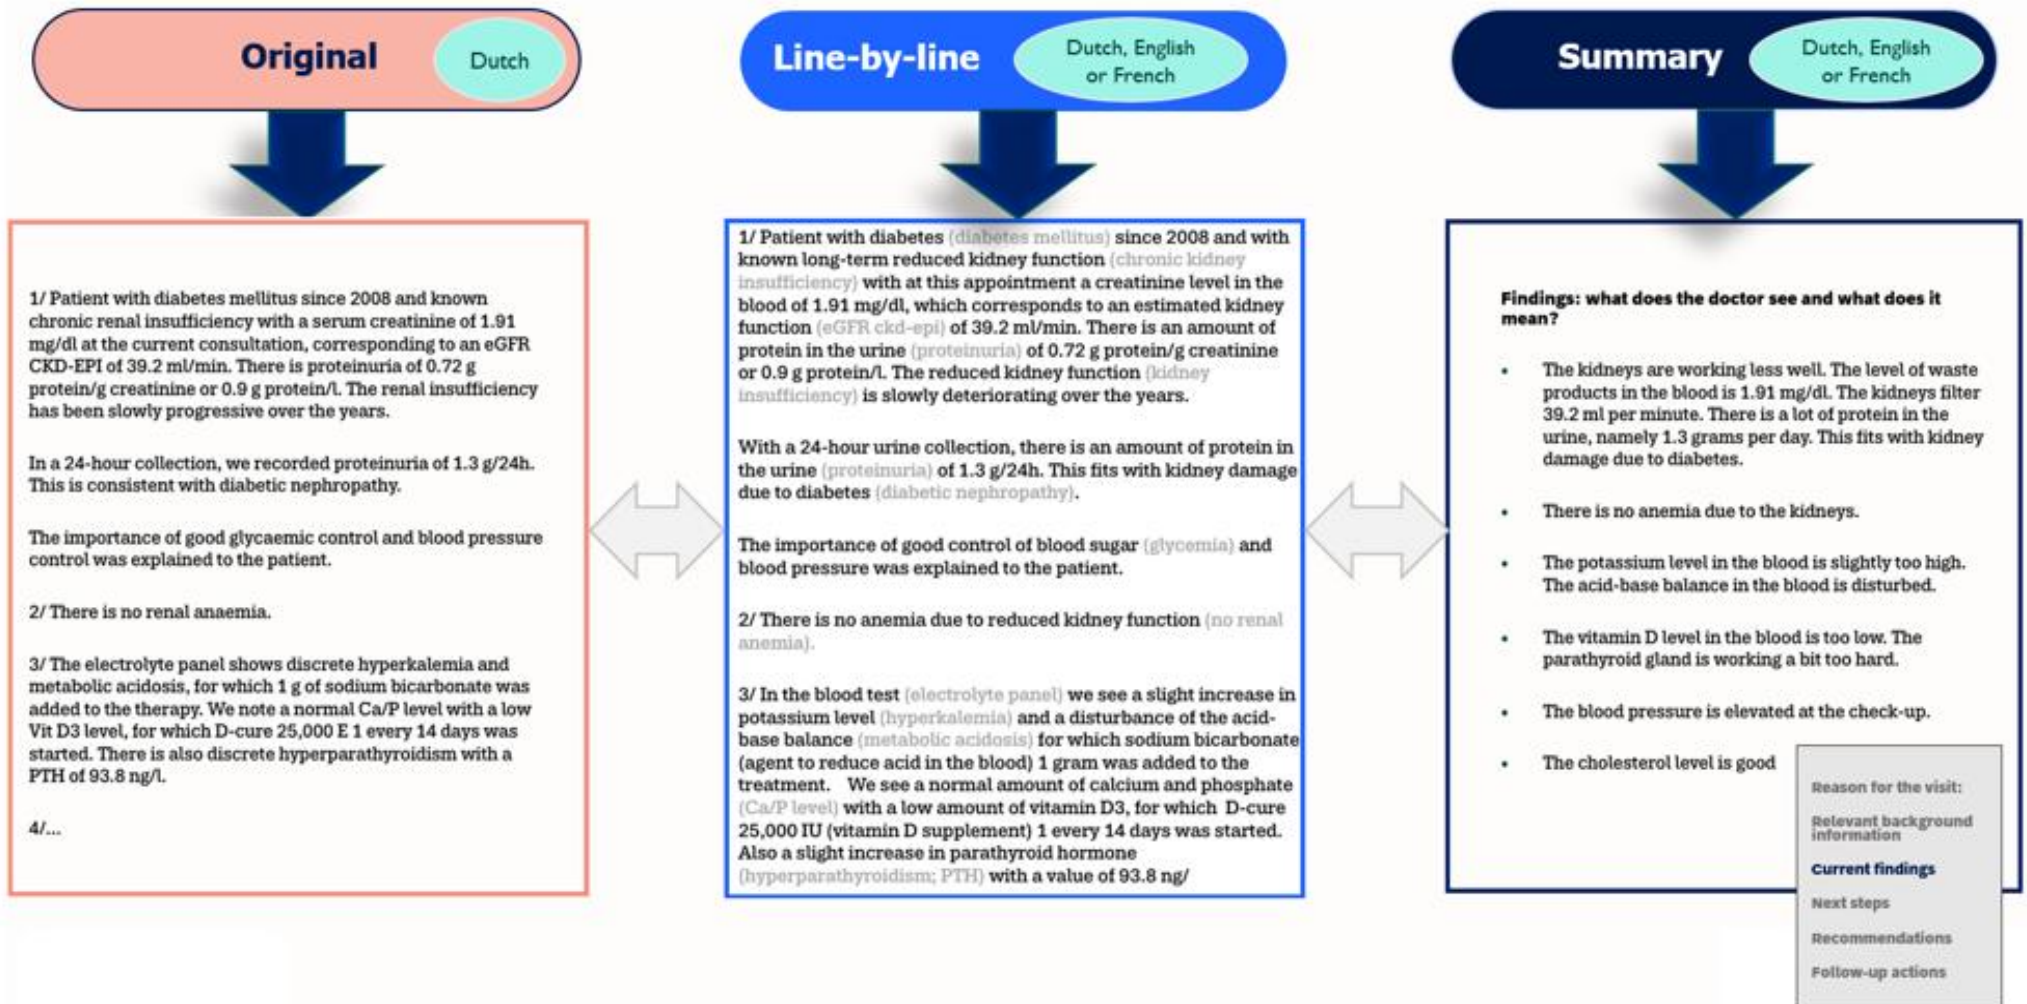 Original
Dutch
1/ Patient with diabetes mellitus since 2008 and known
chronic renal insufficiency with a serum creatinine of 1.91
mg/dl at the current consultation, corresponding to an eGFR
CKD-EPI of 39.2 ml/min. There is proteinuria of 0.72 g
protein/g creatinine or 0.9 g protein/l. The renal insufficiency
has been slowly progressive over the years.
In a 24-hour collection, we recorded proteinuria of 1.3 g/24h.
This is consistent with diabetic nephropathy.
The importance of good glycaemic control and blood pressure
control was explained to the patient.
2/ There is no renal anaemia.
3/ The electrolyte panel shows discrete hyperkalemia and
metabolic acidosis, for which 1 g of sodium bicarbonate was
added to the therapy. We note a normal Ca/P level with a low
Vit D3 level, for which D-cure 25,000 E 1 every 14 days was
started. There is also discrete hyperparathyroidism with a
PTH of 93.8 ng/l.
4/...
Line-by-line
Dutch, English
or French
1/ Patient with diabetes (diabetes mellitus) since 2008 and with
known long-term reduced kidney function (chronic kidney
insufficiency) with at this appointment a creatinine level in the
blood of 1.91 mg/dl, which corresponds to an estimated kidney
function (eGFR ckd-epi) of 39.2 ml/min. There is an amount of
protein in the urine (proteinuria) of 0.72 g protein/g creatinine
or 0.9 g protein/l. The reduced kidney function (kidney
insufficiency) is slowly deteriorating over the years.
With a 24-hour urine collection, there is an amount of protein in
the urine (proteinuria) of 1.3 g/24h. This fits with kidney damage
due to diabetes (diabetic nephropathy).
The importance of good control of blood sugar (glycemia) and
blood pressure was explained to the patient.
2/ There is no anemia due to reduced kidney function (no renal
anemia).
3/ In the blood test (electrolyte panel) we see a slight increase in
potassium level (hyperkalemia) and a disturbance of the acid-
base balance (metabolic acidosis) for which sodium bicarbonate
(agent to reduce acid in the blood) 1 gram was added to the
treatment. We see a normal amount of calcium and phosphate
(Ca/P level) with a low amount of vitamin D3, for which D-cure
25,000 IU (vitamin D supplement) 1 every 14 days was started.
Also a slight increase in parathyroid hormone
(hyperparathyroidism; PTH) with a value of 93.8 ng/
Summary
Dutch, English
or French
Findings: what does the doctor see and what does it
mean?
• The kidneys are working less well. The level of waste
products in the blood is 1.91 mg/dl. The kidneys filter
39.2 ml per minute. There is a lot of protein in the
urine, namely 1.3 grams per day. This fits with kidney
damage due to diabetes.
• There is no anemia due to the kidneys.
• The potassium level in the blood is slightly too high.
The acid-base balance in the blood is disturbed.
• The vitamin D level in the blood is too low. The
parathyroid gland is working a bit too hard.
• The blood pressure is elevated at the check-up.
• The cholesterol level is good
Reason for the visit:
Relevant background
information
Current findings
Next steps
Recommendations
Follow-up actions